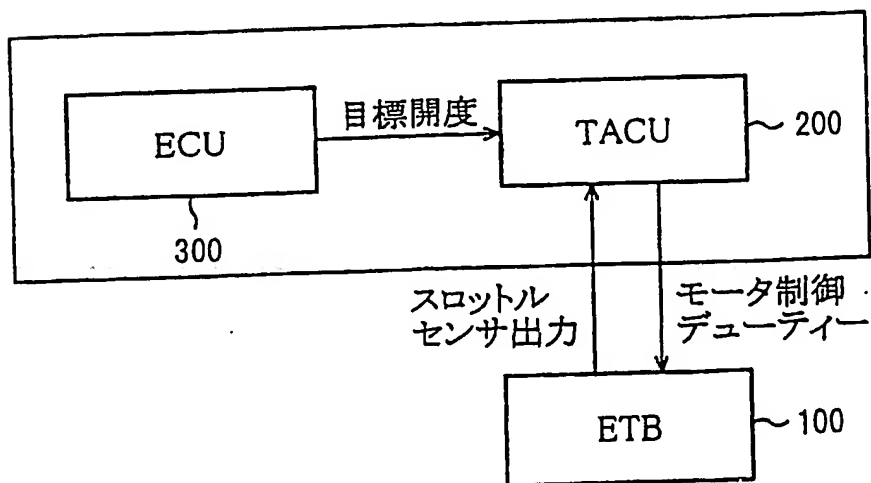 ECU
目標開度
TACU
200
300
スロットル
センサ出力
モータ制御
デューティー
ETB
100